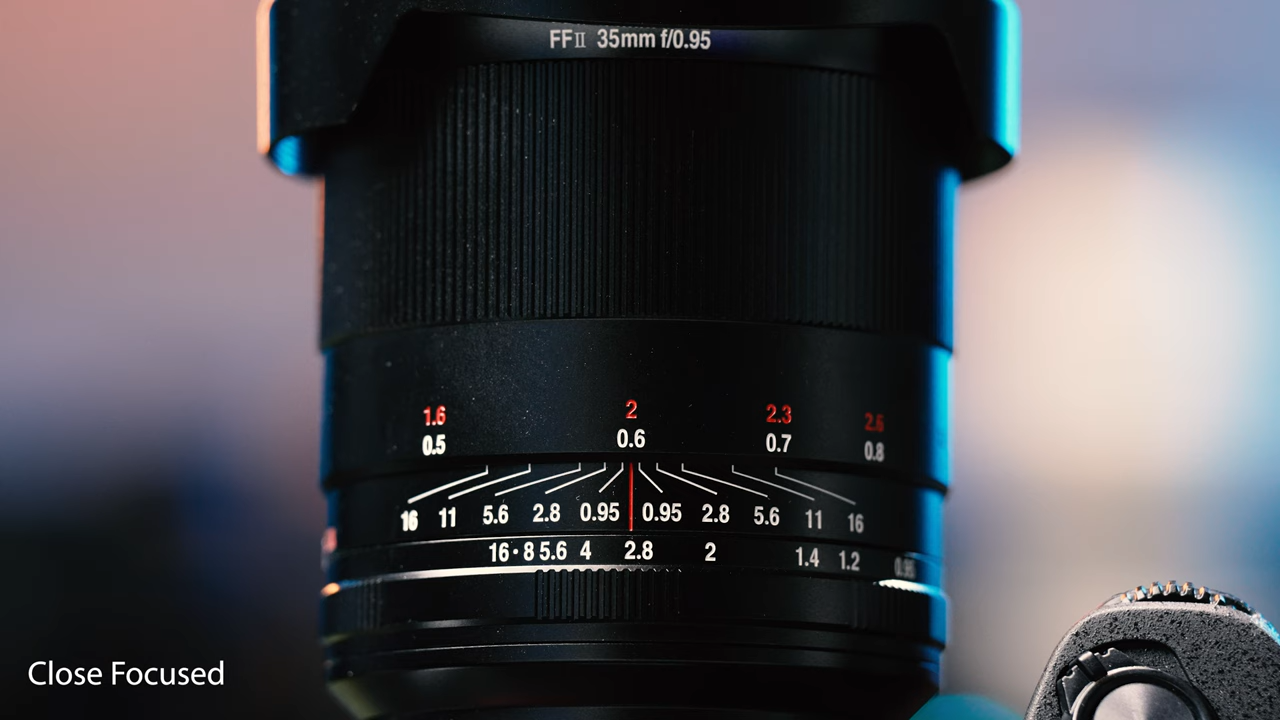 FFII 35mm f/0.95
1.6 2 2.3 2.6
0.5 0.6 0.7 0.8
16 11 5.6 2.8 0.95 0.95 2.8 5.6 11 16
16·8 5.6 4 2.8 2 1.4 1.2
Close Focused